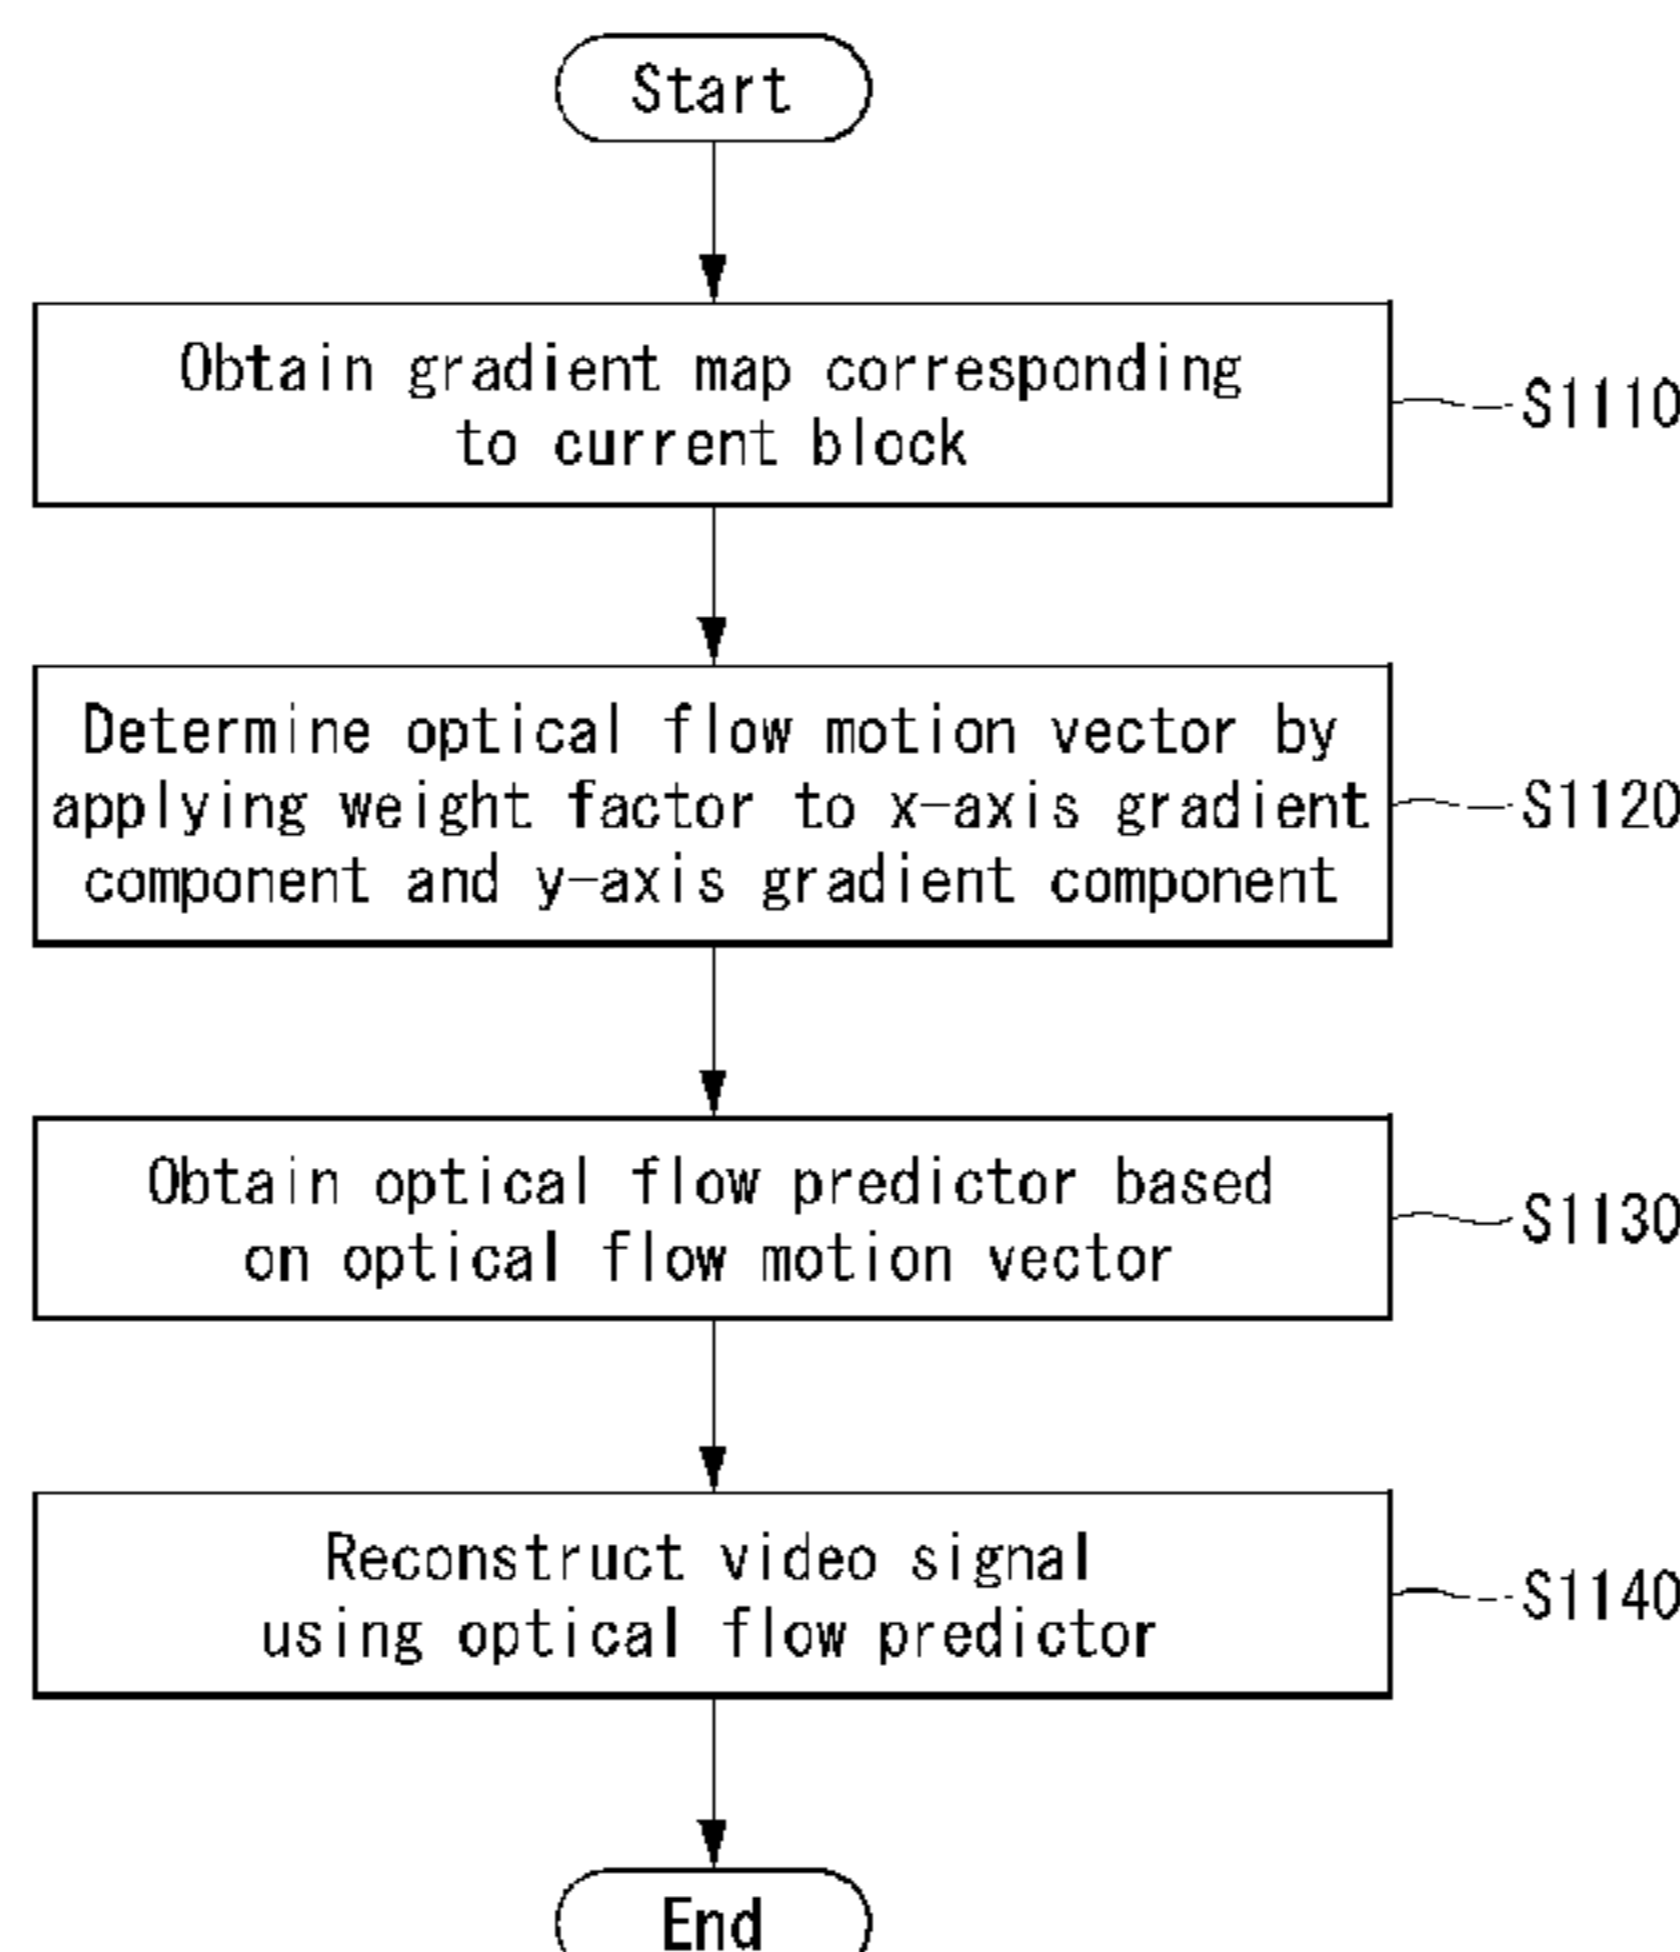 Start
Obtain gradient map corresponding
to current block
S1110
Determine optical flow motion vector by
applying weight factor to x-axis gradient
component and y-axis gradient component
S1120
Obtain optical flow predictor based
on optical flow motion vector
S1130
Reconstruct video signal
using optical flow predictor
S1140
End